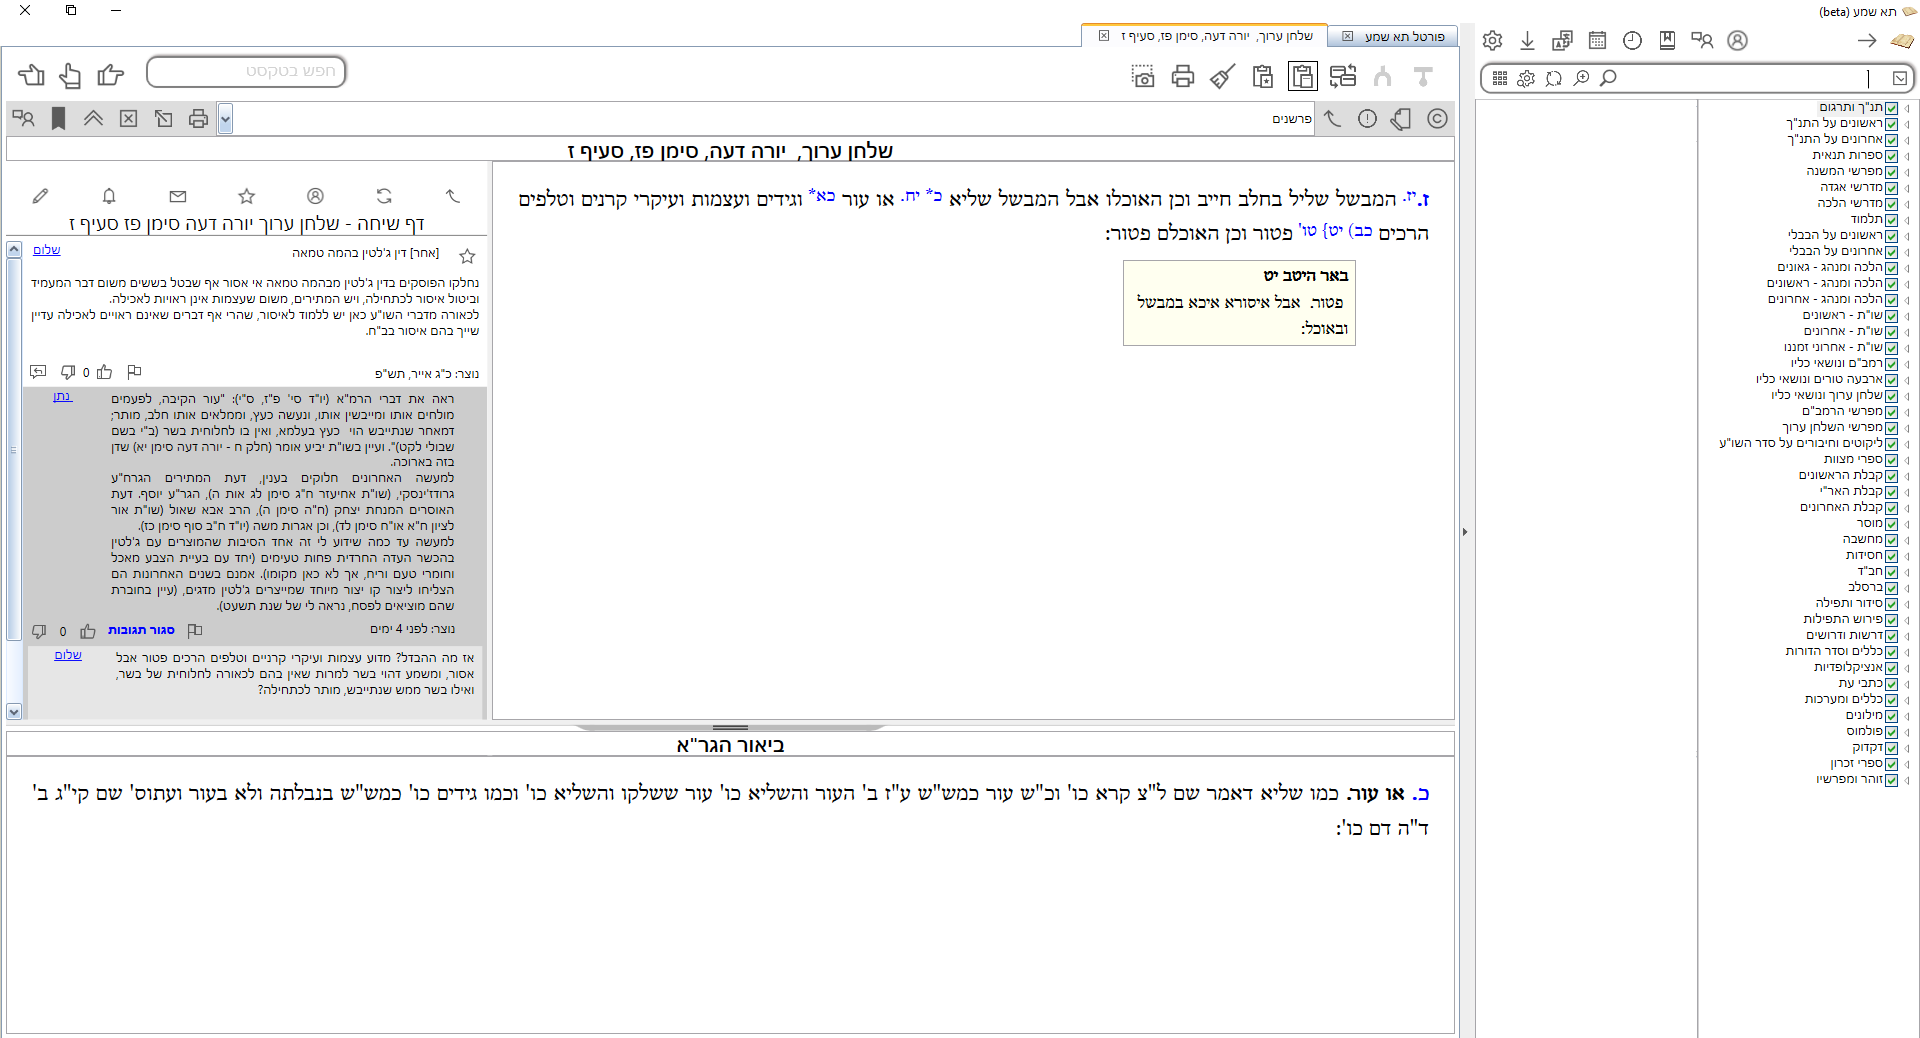 תא שמע (beta)
פורטל תא שמע
שלחן ערוך, יורה דעה, סימן פז, סעיף ז
חפש בטקסט
פרשנים
שלחן ערוך, יורה דעה, סימן פז, סעיף ז
ז. יז. המבשל שליל בחלב חייב וכן האוכלו אבל המבשל שליא כ* יח. או עור כא* וגידים ועצמות ועיקרי קרנים וטלפים
הרכים כב) יט} טו' פטור וכן האוכלם פטור:
באר היטב יט
פטור. אבל איסורא איכא במבשל
ובאוכל:
דף שיחה - שלחן ערוך יורה דעה סימן פז סעיף ז
[אחר] דין ג'לטין בהמה טמאה
שלום
נחלקו הפוסקים בדין ג'לטין מבהמה טמאה אי אסור אף שבטל בששים משום דבר המעמיד
וביטול איסור לכתחילה, ויש המתירים, משום שעצמות אינן ראויות לאכילה.
לכאורה מדברי השו"ע כאן יש ללמוד לאיסור, שהרי אף דברים שאינם ראויים לאכילה עדיין
שייך בהם איסור בב"ח.
נוצר: כ"ג אייר, תש"פ
0
נתן
ראה את דברי הרמ"א (יו"ד סי' פ"ז, ס"י): "עור הקיבה, לפעמים
מולחים אותו ומייבשין אותו, ונעשה כעץ, וממלאים אותו חלב, מותר;
דמאחר שנתייבש הוי כעץ בעלמא, ואין בו לחלוחית בשר (ב"י בשם
שבולי לקט)". ועיין בשו"ת יביע אומר (חלק ח - יורה דעה סימן יא) שדן
בזה בארוכה.
למעשה האחרונים חלוקים בענין, דעת המתירים הגרח"ע
גרודז'ינסקי, (שו"ת אחיעזר ח"ג סימן לג אות ה), הגר"ע יוסף. דעת
האוסרים המנחת יצחק (ח"ה סימן ה), הרב אבא שאול (שו"ת אור
לציון ח"א או"ח סימן לד), וכן אגרות משה (יו"ד ח"ב סוף סימן כז).
למעשה עד כמה שידוע לי זה אחד הסיבות שהמוצרים עם ג'לטין
בהכשר העדה החרדית פחות טעימים (יחד עם בעיית הצבע מאכל
וחומרי טעם וריח, אך לא כאן מקומו). אמנם בשנים האחרונות הם
הצליחו ליצור קו יצור מיוחד שמייצרים ג'לטין מדגים, (עיין בחוברת
שהם מוציאים לפסח, נראה לי של שנת תשעט).
נוצר: לפני 4 ימים
סגור תגובות
0
שלום
אז מה ההבדל? מדוע עצמות ועיקרי קרניים וטלפים הרכים פטור אבל
אסור, ומשמע דהוי בשר למרות שאין בהם לכאורה לחלוחית של בשר,
ואילו בשר ממש שנתייבש, מותר לכתחילה?
ביאור הגר"א
כ. או עור. כמו שליא דאמר שם ל"צ קרא כו' וכ"ש עור כמש"ש ע"ז ב' העור והשליא כו' עור ששלקו והשליא כו' וכמו גידים כו' כמש"ש בנבלתה ולא בעור ועתוס' שם קי"ג ב'
ד"ה דם כו':
תנ"ך ותרגום
ראשונים על התנ"ך
אחרונים על התנ"ך
ספרות תנאית
מפרשי המשנה
מדרשי אגדה
מדרשי הלכה
תלמוד
ראשונים על הבבלי
אחרונים על הבבלי
הלכה ומנהג - גאונים
הלכה ומנהג - ראשונים
הלכה ומנהג - אחרונים
שו"ת - ראשונים
שו"ת - אחרונים
שו"ת - אחרוני זמננו
רמב"ם ונושאי כליו
ארבעה טורים ונושאי כליו
שלחן ערוך ונושאי כליו
מפרשי הרמב"ם
מפרשי השלחן ערוך
ליקוטים וחיבורים על סדר השו"ע
ספרי מצוות
קבלת הראשונים
קבלת האר"י
קבלת האחרונים
מוסר
מחשבה
חסידות
חב"ד
ברסלב
סידור ותפילה
פירוש התפילות
דרשות ודרושים
כללים וסדר הדורות
אנציקלופדיות
כתבי עת
כללים ומערכות
מילונים
פולמוס
דקדוק
ספרי זכרון
זוהר ומפרשיו